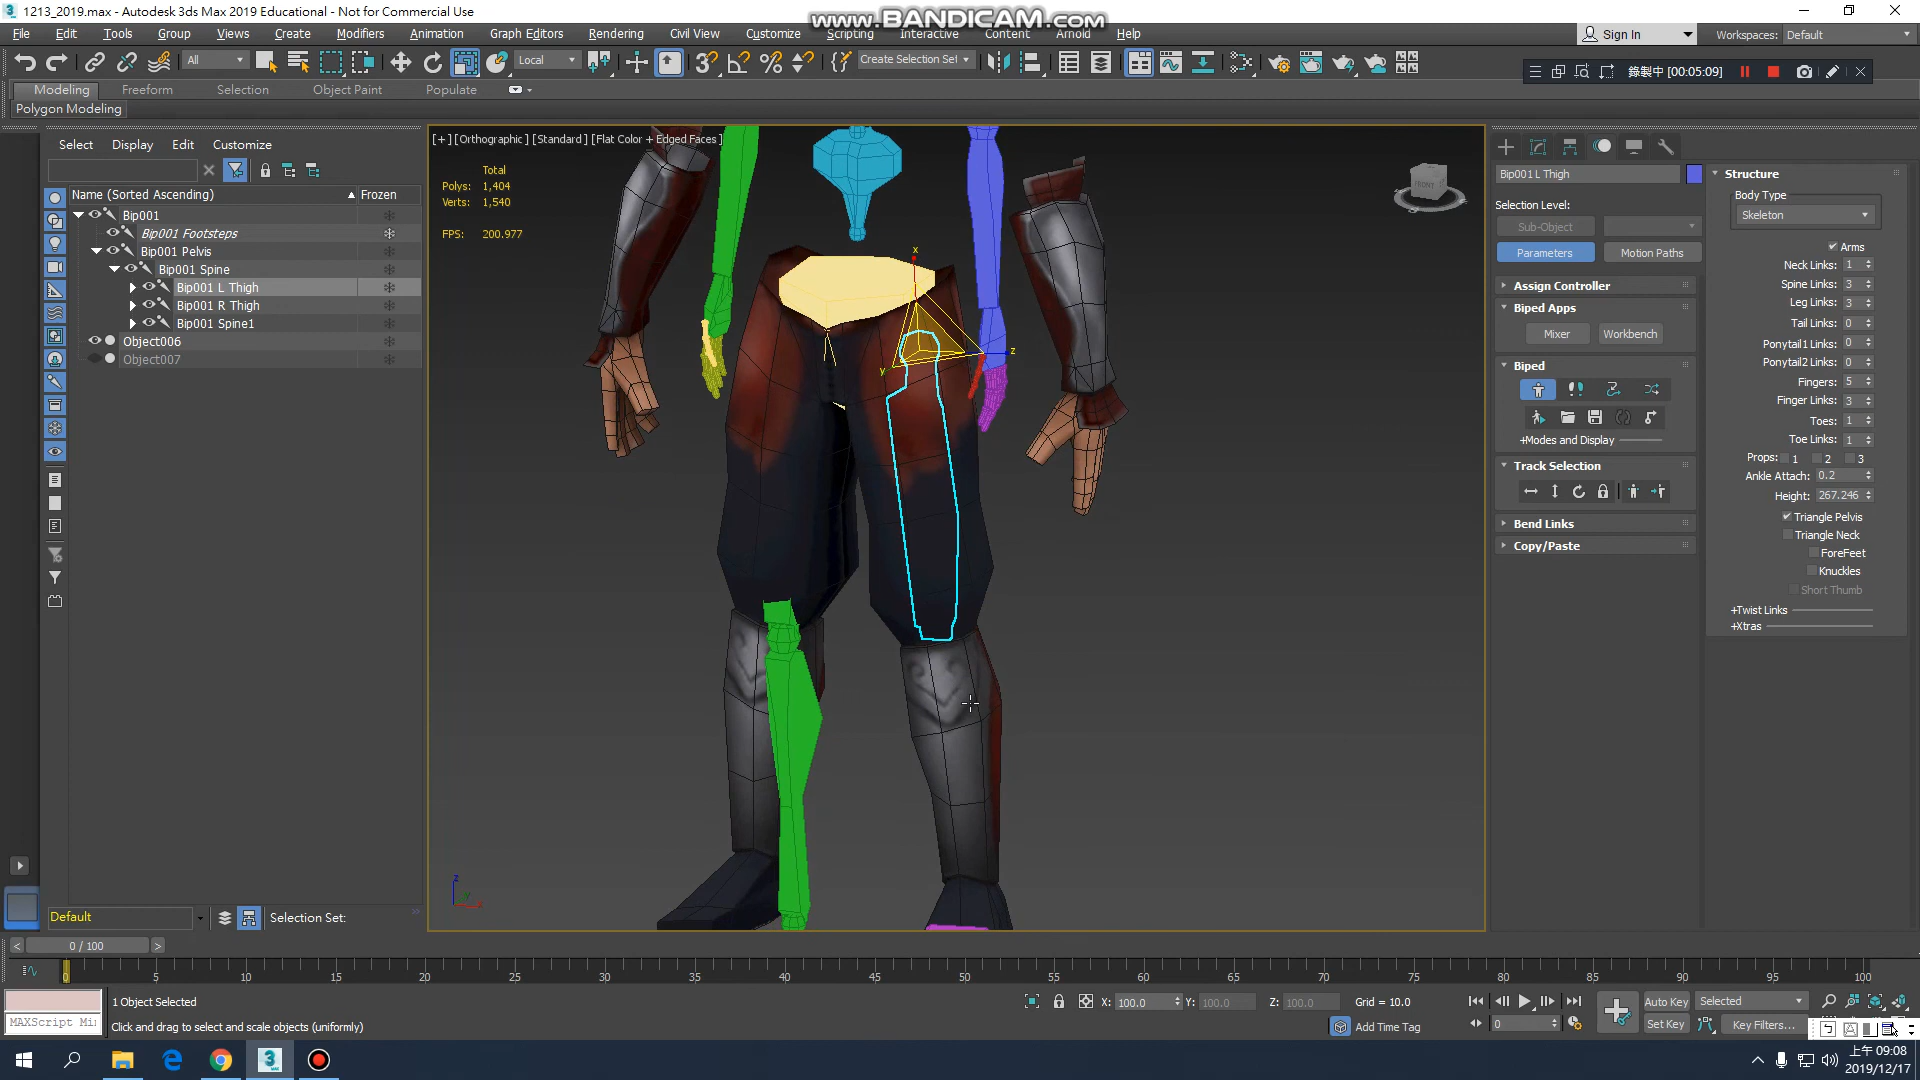 1213_2019.max - Autodesk 3ds Max 2019 Educational - Not for Commercial Use
www.BANDICAM.com
File Edit Tools Group Views Create Modifiers Animation Graph Editors Rendering Civil View Customize Scripting Interactive Content Arnold Help
Sign In Workspaces: Default
All Local Create Selection Set
錄製中 [00:05:09]
Modeling Freeform Selection Object Paint Populate
Polygon Modeling
Select Display Edit Customize
Name (Sorted Ascending) Frozen
Bip001
Bip001 Footsteps
Bip001 Pelvis
Bip001 Spine
Bip001 L Thigh
Bip001 R Thigh
Bip001 Spine1
Object006
Object007
[+] [Orthographic] [Standard] [Flat Color + Edged Faces]
Total
Polys: 1,404
Verts: 1,540
FPS: 200.977
FRONT
x
y
z
z
Bip001 L Thigh
Selection Level:
Sub-Object
Parameters Motion Paths
Assign Controller
Biped Apps
Mixer Workbench
Biped
+Modes and Display
Track Selection
Bend Links
Copy/Paste
Structure
Body Type
Skeleton
Arms
Neck Links: 1
Spine Links: 3
Leg Links: 3
Tail Links: 0
Ponytail1 Links: 0
Ponytail2 Links: 0
Fingers: 5
Finger Links: 3
Toes: 1
Toe Links: 1
Props: 1 2 3
Ankle Attach: 0.2
Height: 267.246
Triangle Pelvis
Triangle Neck
ForeFeet
Knuckles
Short Thumb
+Twist Links
+Xtras
Default Selection Set:
< 0 / 100 >
0 5 10 15 20 25 30 35 40 45 50 55 60 65 70 75 80 85 90 95 100
1 Object Selected X: 100.0 Y: 100.0 Z: 100.0 Grid = 10.0 Auto Key Selected
MAXScript Mi
Click and drag to select and scale objects (uniformly) Add Time Tag 0 Set Key Key Filters...
上午 09:08
2019/12/17